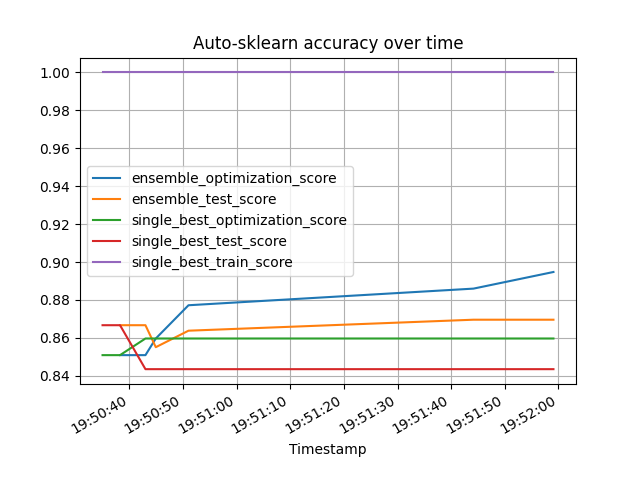 Auto-sklearn accuracy over time
1.00
0.98
0.96
0.94
0.92
0.90
0.88
0.86
0.84
ensemble_optimization_score
ensemble_test_score
single_best_optimization_score
single_best_test_score
single_best_train_score
19:50:40
19:50:50
19:51:00
19:51:10
19:51:20
19:51:30
19:51:40
19:51:50
19:52:00
Timestamp